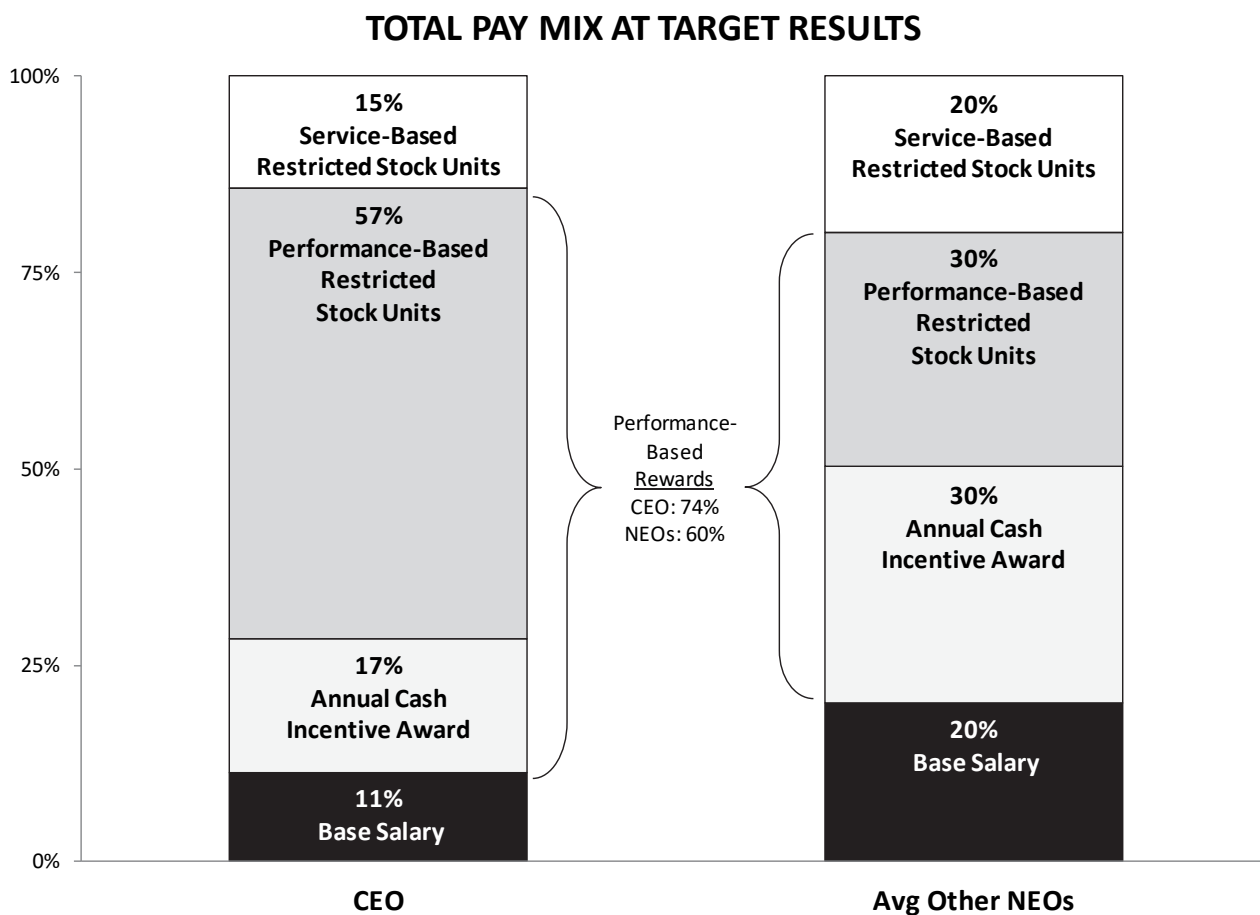 TOTAL PAY MIX AT TARGET RESULTS
100%
75%
50%
25%
0%
15%
Service-Based
Restricted Stock Units
57%
Performance-Based
Restricted
Stock Units
17%
Annual Cash
Incentive Award
11%
Base Salary
CEO
Performance-
Based
Rewards
CEO: 74%
NEOs: 60%
20%
Service-Based
Restricted Stock Units
30%
Performance-Based
Restricted
Stock Units
30%
Annual Cash
Incentive Award
20%
Base Salary
Avg Other NEOs